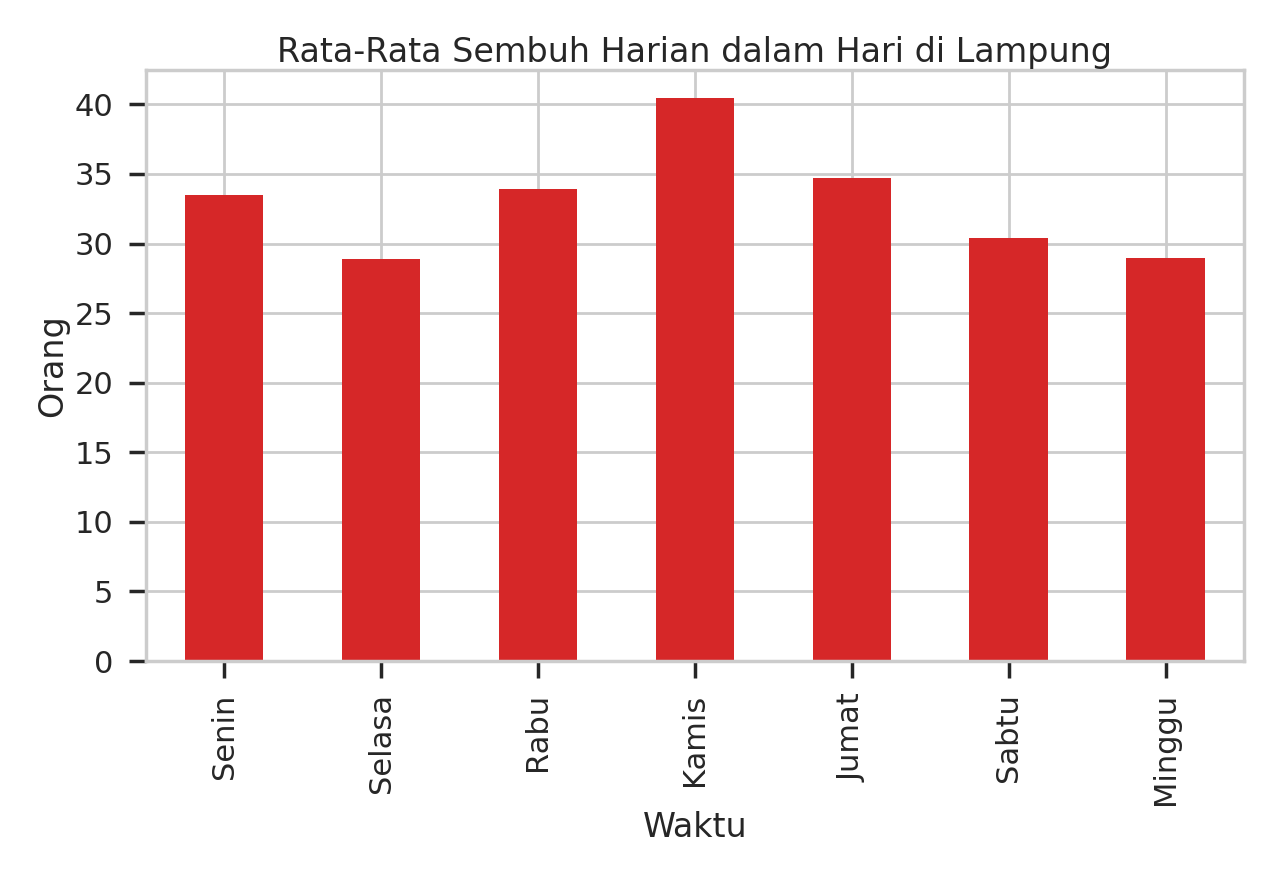 Rata-Rata Sembuh Harian dalam Hari di Lampung
Orang
40
35
30
25
20
15
10
5
0
Senin
Selasa
Rabu
Kamis
Jumat
Sabtu
Minggu
Waktu